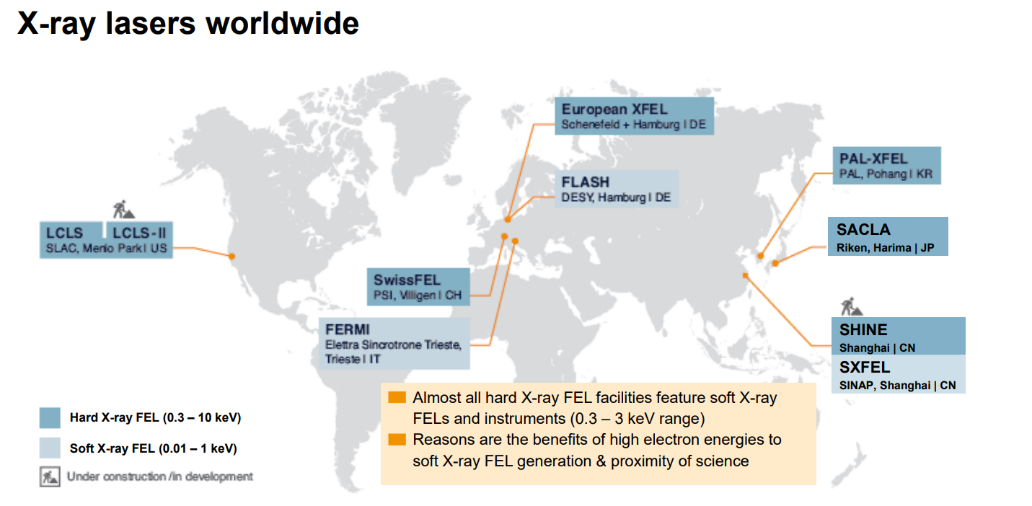 X-ray lasers worldwide
European XFEL
Schenefeld + Hamburg | DE
FLASH
DESY, Hamburg | DE
PAL-XFEL
PAL, Pohang | KR
SACLA
Riken, Harima | JP
LCLS LCLS-II
SLAC, Menlo Park | US
SwissFEL
PSI, Villigen | CH
FERMI
Elettra Sincrotrone Trieste,
Trieste | IT
SHINE
Shanghai | CN
SXFEL
SINAP, Shanghai | CN
Hard X-ray FEL (0.3 – 10 keV)
Soft X-ray FEL (0.01 – 1 keV)
Under construction /in development
Almost all hard X-ray FEL facilities feature soft X-ray
FELs and instruments (0.3 – 3 keV range)
Reasons are the benefits of high electron energies to
soft X-ray FEL generation & proximity of science